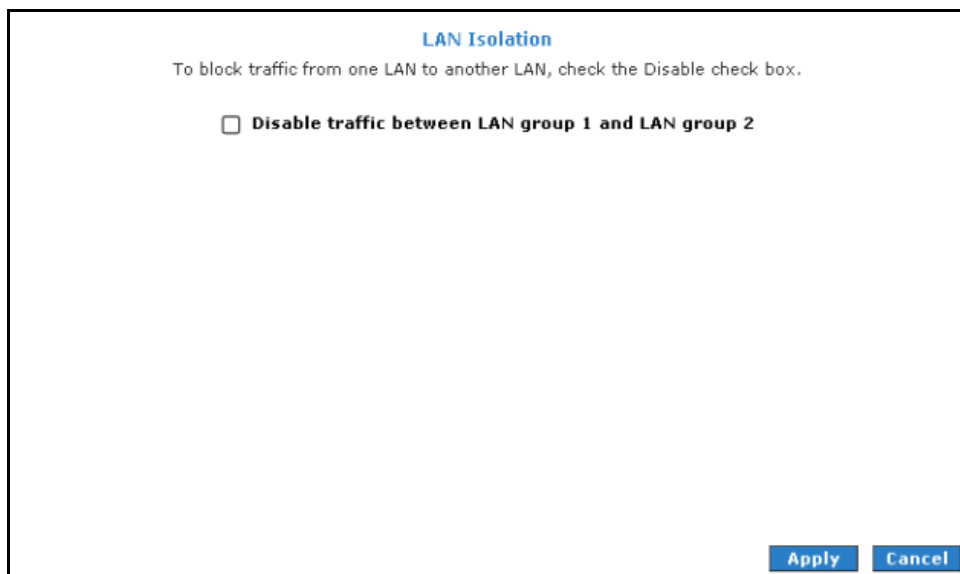 LAN Isolation
To block traffic from one LAN to another LAN, check the Disable check box.
Disable traffic between LAN group 1 and LAN group 2
Apply Cancel